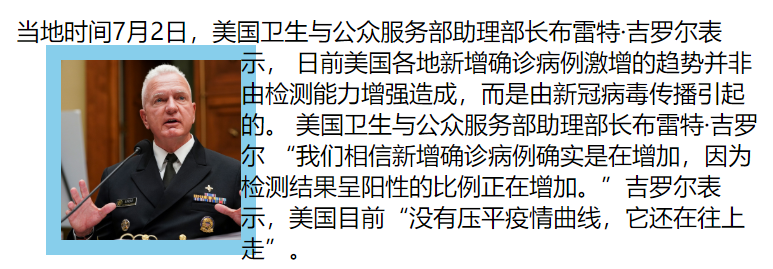 当地时间7月2日，美国卫生与公众服务部助理部长布雷特·吉罗尔表
示， 日前美国各地新增确诊病例激增的趋势并非
由检测能力增强造成，而是由新冠病毒传播引起
的。 美国卫生与公众服务部助理部长布雷特·吉罗
尔 “我们相信新增确诊病例确实是在增加，因为
检测结果呈阳性的比例正在增加。”吉罗尔表
示，美国目前“没有压平疫情曲线，它还在往上
走”。